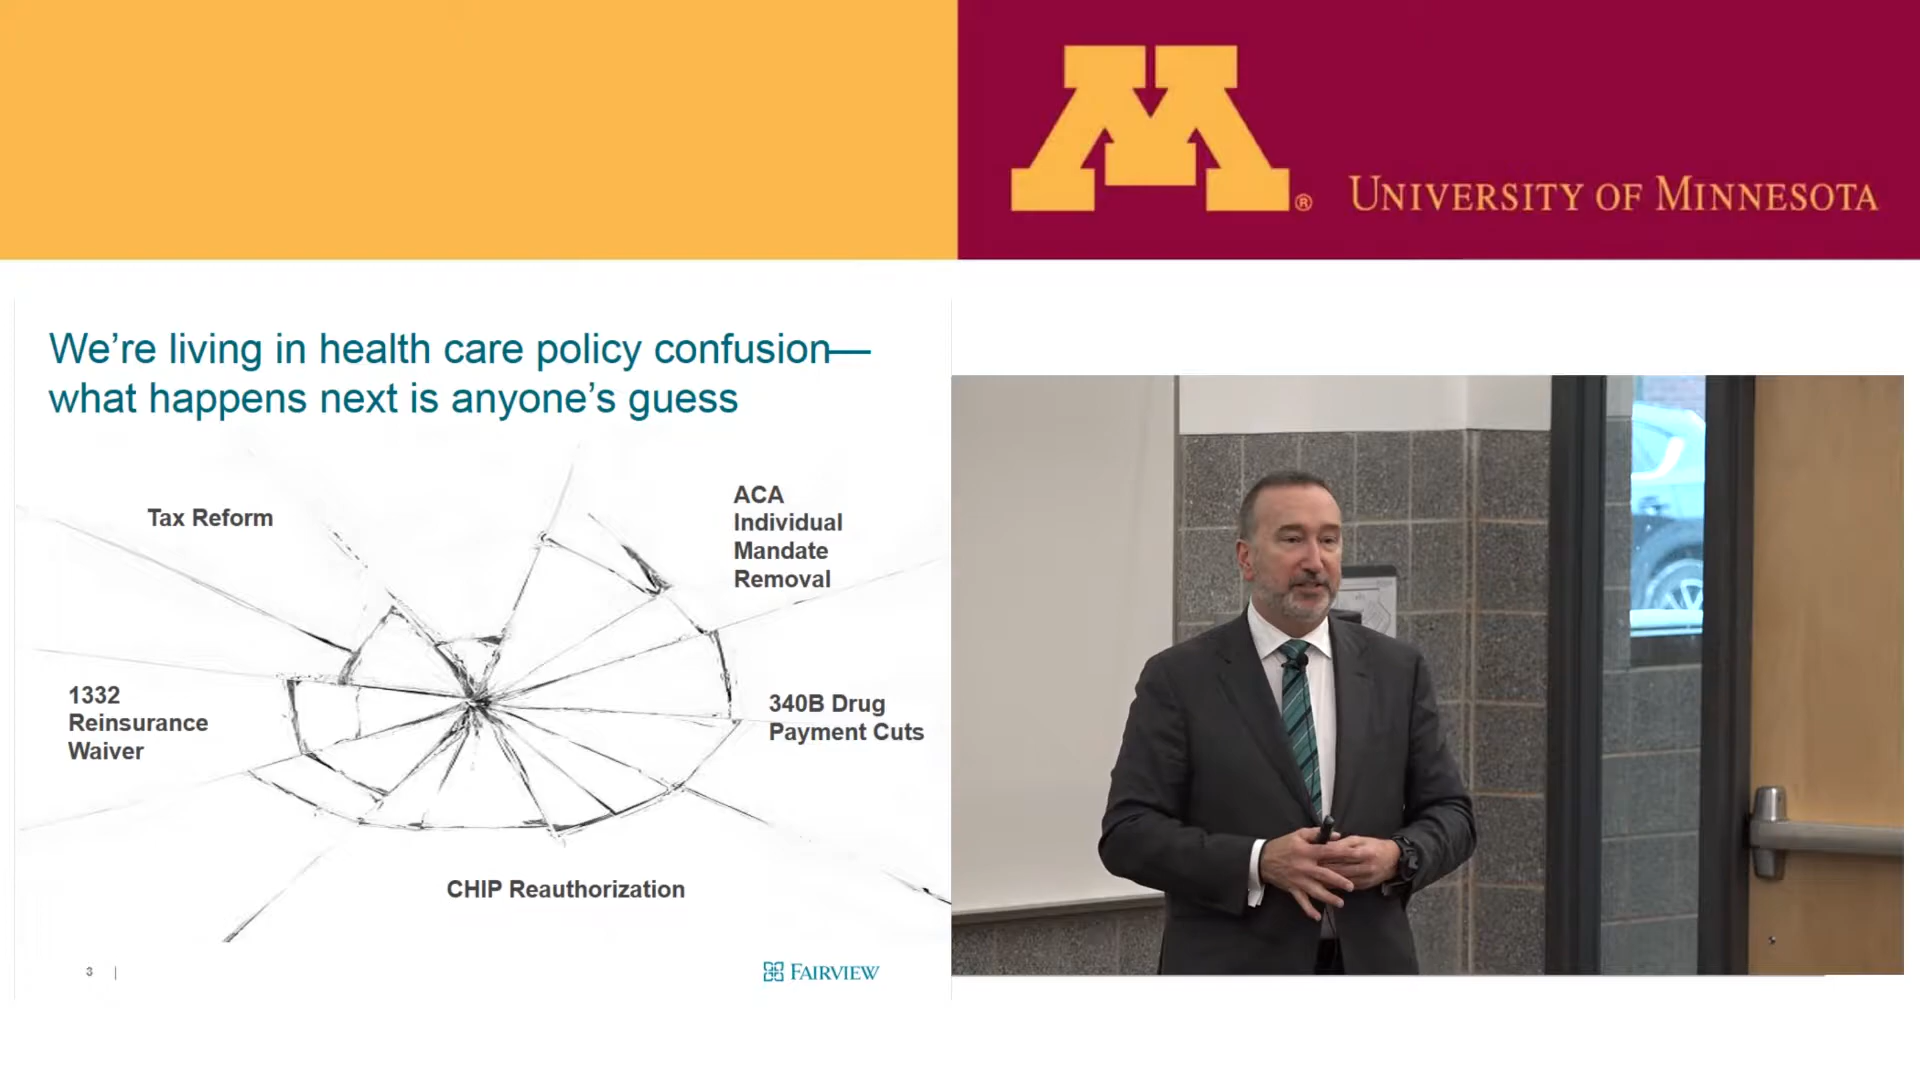 M®
UNIVERSITY OF MINNESOTA
We’re living in health care policy confusion—
what happens next is anyone’s guess
Tax Reform
ACA
Individual
Mandate
Removal
1332
Reinsurance
Waiver
340B Drug
Payment Cuts
CHIP Reauthorization
3 |
FAIRVIEW